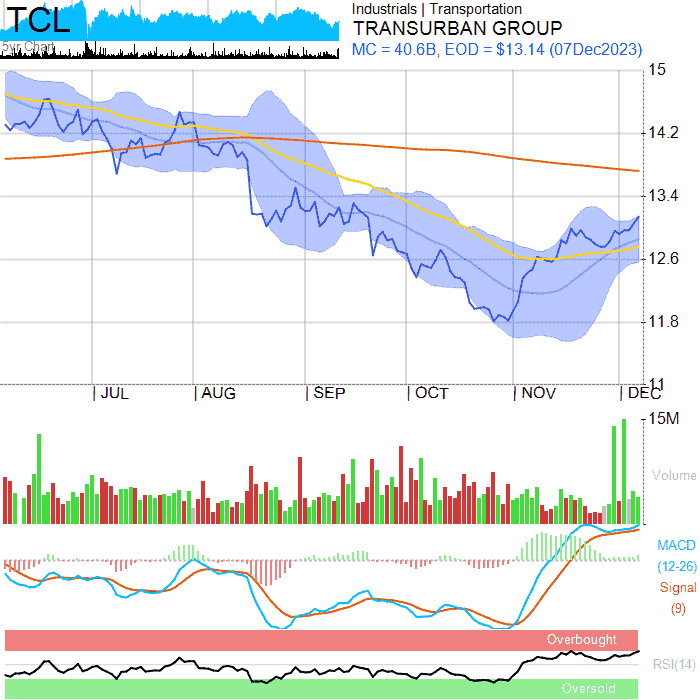 TCL
5yr Chart
Industrials | Transportation
TRANSURBAN GROUP
MC = 40.6B, EOD = $13.14 (07Dec2023)
15
14.2
13.4
12.6
11.8
11
| JUL | AUG | SEP | OCT | NOV | DEC
15M
Volume
MACD
(12-26)
Signal
(9)
Overbought
RSI(14)
Oversold